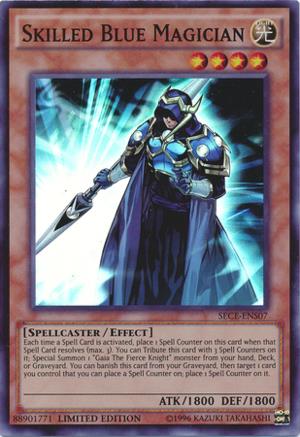 SKILLED BLUE MAGICIAN
LIGHT
光
SECE-ENS07
[SPELLCASTER / EFFECT]
Each time a Spell Card is activated, place 1 Spell Counter on this card when that
Spell Card resolves (max. 3). You can Tribute this card with 3 Spell Counters on
it; Special Summon 1 "Gaia The Fierce Knight" monster from your hand, Deck,
or Graveyard. You can banish this card from your Graveyard, then target 1
card you control that you can place a Spell Counter on; place 1 Spell Counter on it.
ATK/1800 DEF/1800
88901771 LIMITED EDITION ©1996 KAZUKI TAKAHASHI